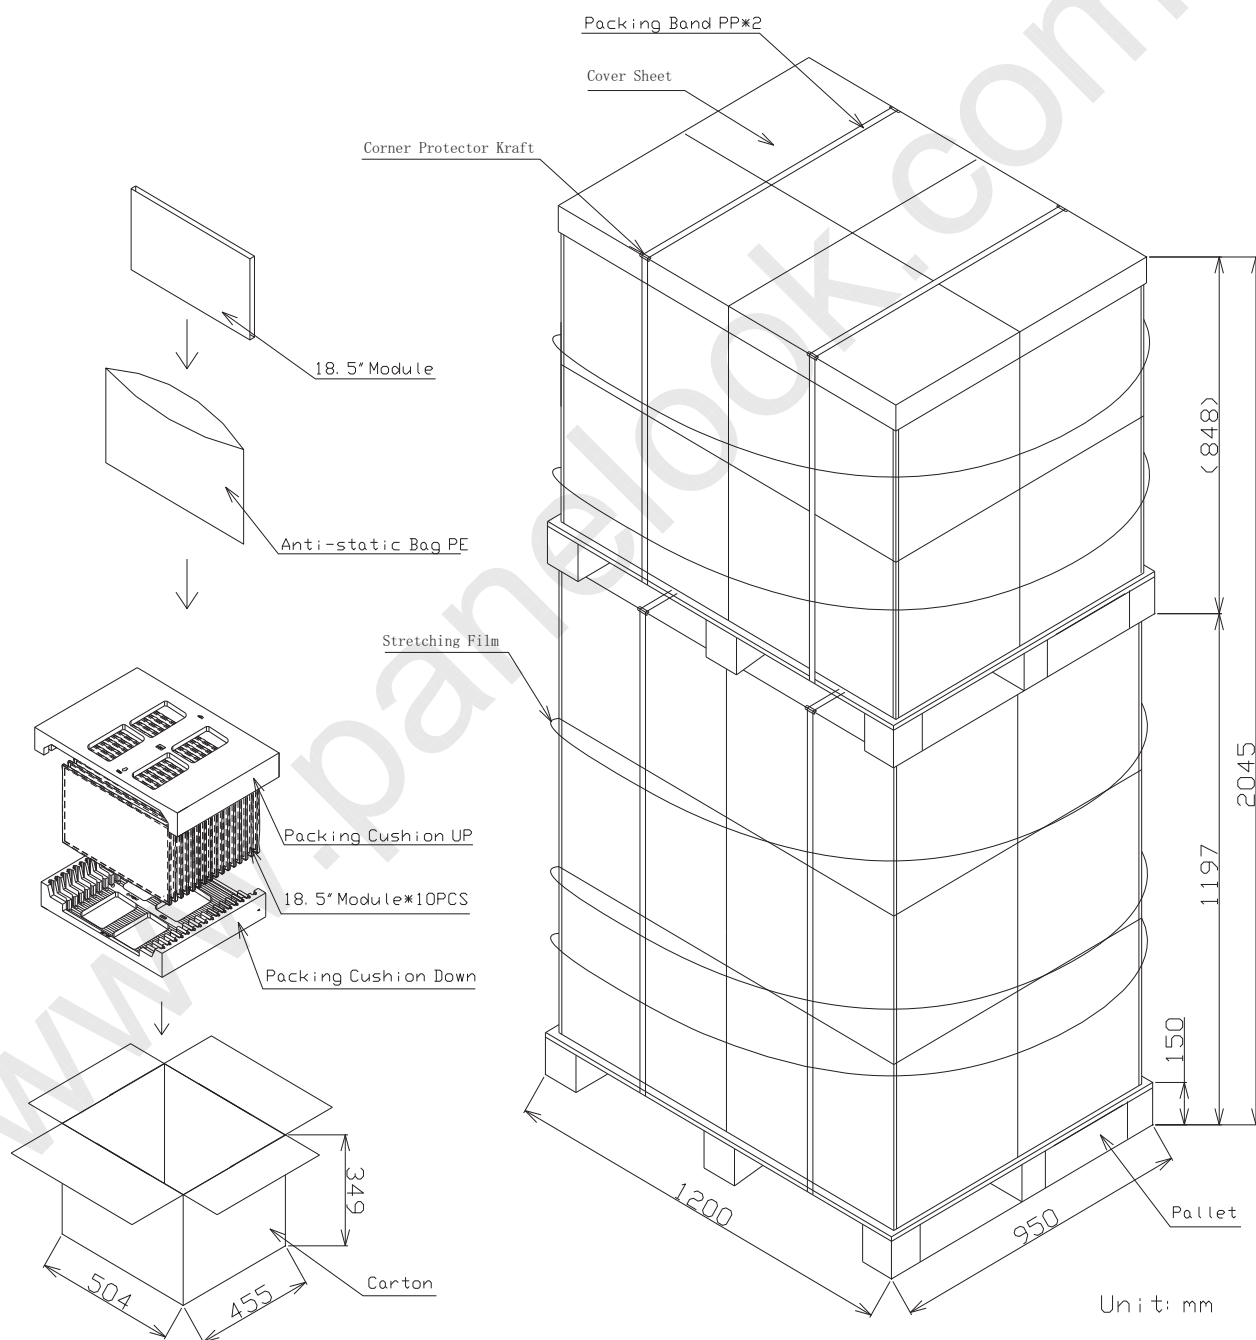 Packing Band PP*2
Cover Sheet
Corner Protector Kraft
18. 5" Module
Anti-static Bag PE
Stretching Film
Packing Cushion UP
18. 5" Module*10PCS
Packing Cushion Down
Carton
349
504
455
(848)
2045
1197
150
1200
950
Pallet
Unit: mm
www.panelook.com